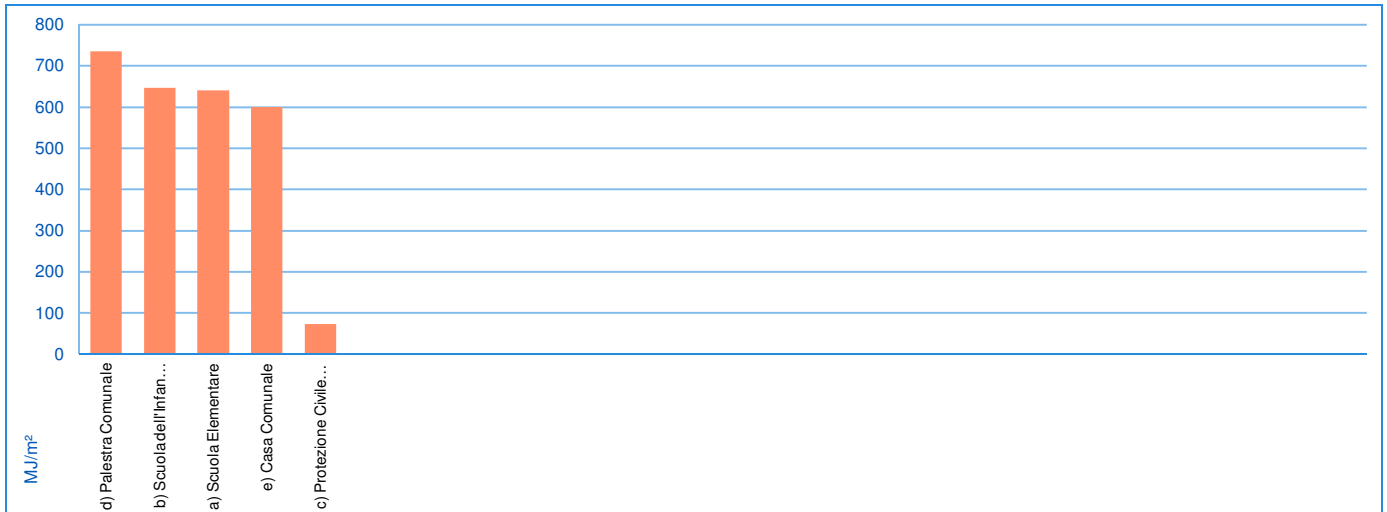 800
700
600
500
400
300
200
100
0
MJ/m²
d) Palestra Comunale
b) Scuola dell'Infan…
a) Scuola Elementare
e) Casa Comunale
c) Protezione Civile…